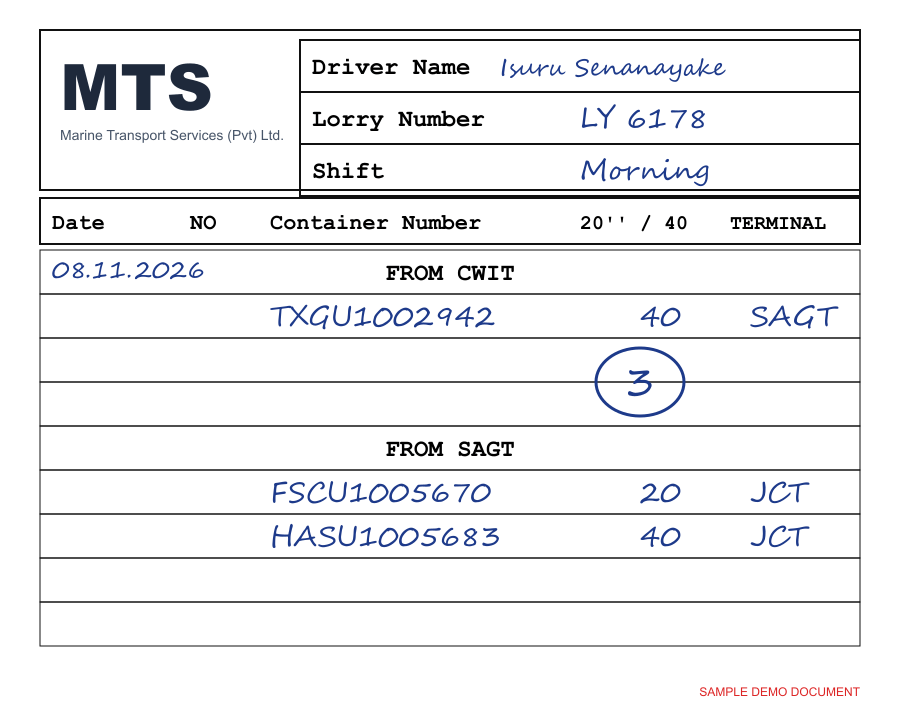 MTS
Marine Transport Services (Pvt) Ltd.
Driver Name Isuru Senanayake
Lorry Number LY 6178
Shift Morning
Date NO Container Number 20'' / 40 TERMINAL
08.11.2026 FROM CWIT
TXGU1002942 40 SAGT
3
FROM SAGT
FSCU1005670 20 JCT
HASU1005683 40 JCT
SAMPLE DEMO DOCUMENT